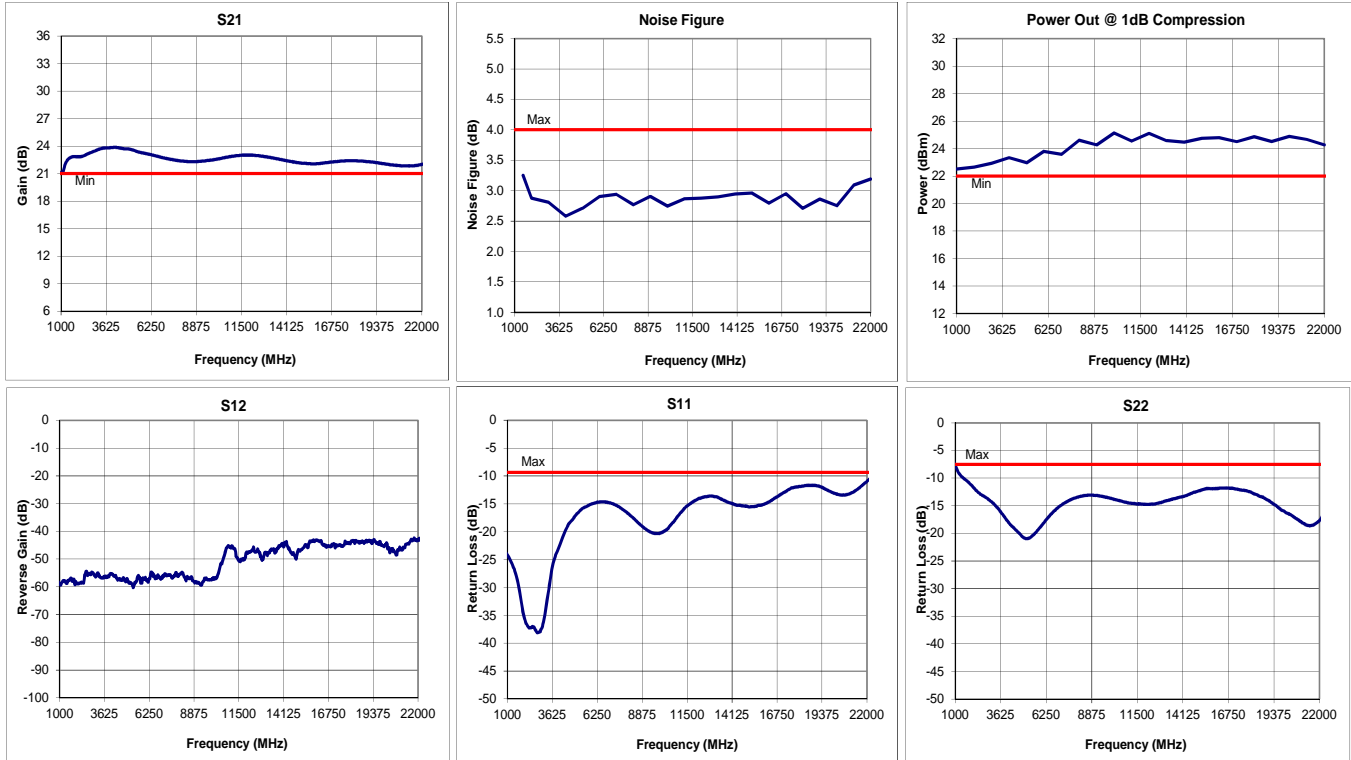 S21
Gain (dB)
36
33
30
27
24
21
18
15
12
9
6
Min
1000 3625 6250 8875 11500 14125 16750 19375 22000
Frequency (MHz)
Noise Figure
Noise Figure (dB)
5.5
5.0
4.5
4.0
3.5
3.0
2.5
2.0
1.5
1.0
Max
1000 3625 6250 8875 11500 14125 16750 19375 22000
Frequency (MHz)
Power Out @ 1dB Compression
Power (dBm)
32
30
28
26
24
22
20
18
16
14
12
Min
1000 3625 6250 8875 11500 14125 16750 19375 22000
Frequency (MHz)
S12
Reverse Gain (dB)
0
-10
-20
-30
-40
-50
-60
-70
-80
-90
-100
1000 3625 6250 8875 11500 14125 16750 19375 22000
Frequency (MHz)
S11
Return Loss (dB)
0
-5
-10
-15
-20
-25
-30
-35
-40
-45
-50
Max
1000 3625 6250 8875 11500 14125 16750 19375 22000
Frequency (MHz)
S22
Return Loss (dB)
0
-5
-10
-15
-20
-25
-30
-35
-40
-45
-50
Max
1000 3625 6250 8875 11500 14125 16750 19375 22000
Frequency (MHz)